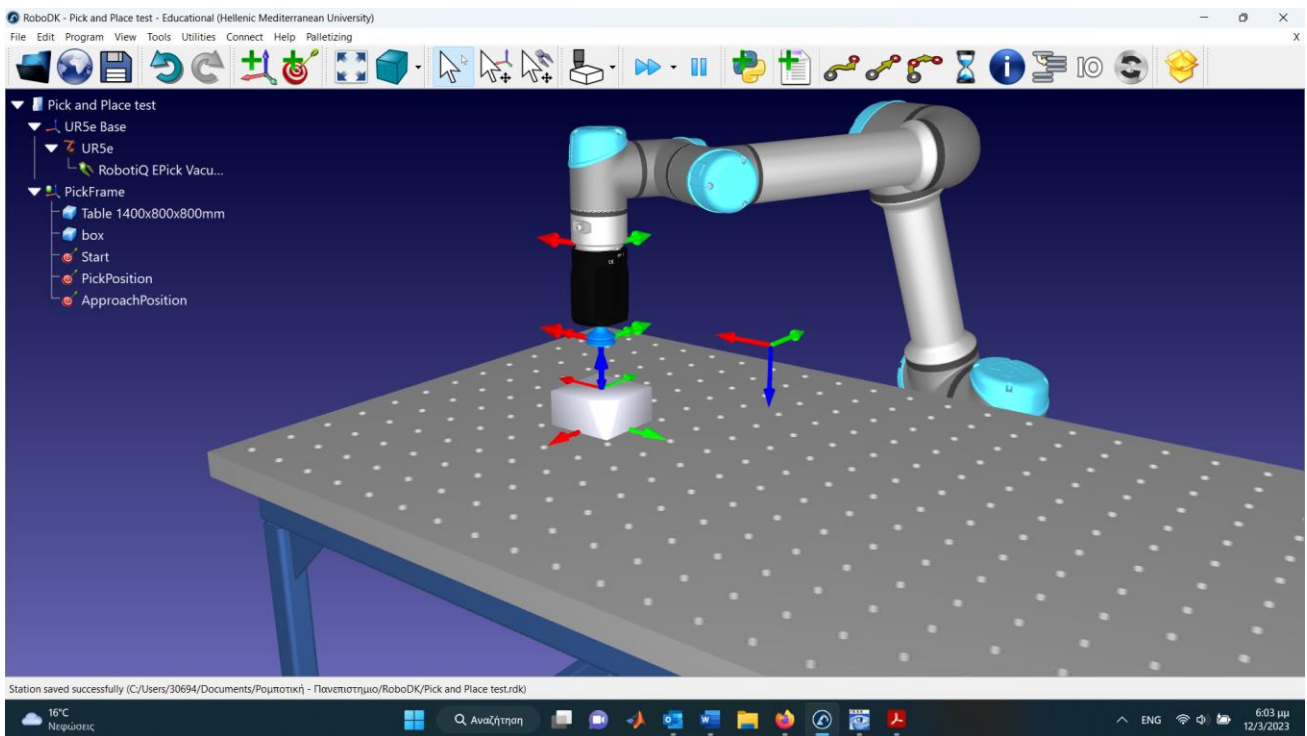 RoboDK - Pick and Place test - Educational (Hellenic Mediterranean University)
File Edit Program View Tools Utilities Connect Help Palletizing X
Pick and Place test
UR5e Base
UR5e
RobotiQ EPick Vacu...
PickFrame
Table 1400x800x800mm
box
Start
PickPosition
ApproachPosition
Station saved successfully (C:/Users/30694/Documents/Ρομποτική - Πανεπιστημιο/RoboDK/Pick and Place test.rdk)
16°C
Νεφώσεις
Αναζήτηση
ENG
6:03 μμ
12/3/2023